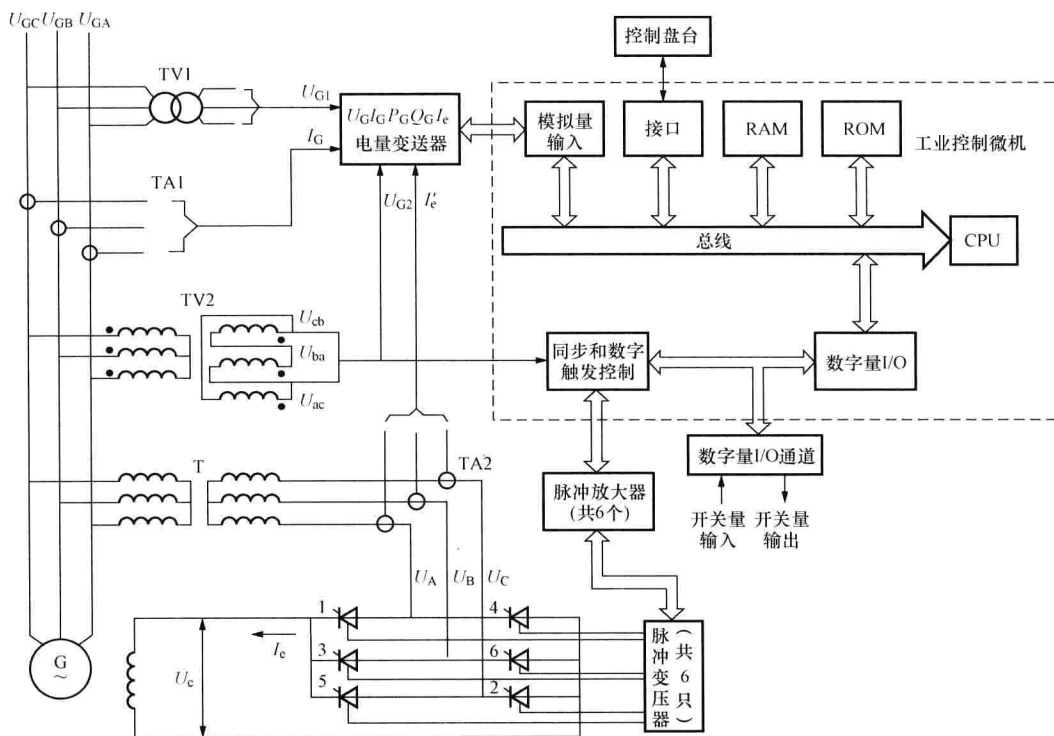 U_GC U_GB U_GA
TV1
U_G1
I_G
U_G I_G P_G Q_G I_e
电量变送器
控制盘台
模拟量
输入
接口
RAM
ROM
工业控制微机
TA1
U_G2
I'_e
总线
CPU
TV2
U_cb
U_ba
U_ac
同步和数字
触发控制
数字量I/O
T
TA2
脉冲放大器
(共6个)
数字量I/O通道
开关量
输入
开关量
输出
U_A
U_B
U_C
1
4
3
6
5
2
I_e
U_c
G
~
脉冲变压器
(共6只)